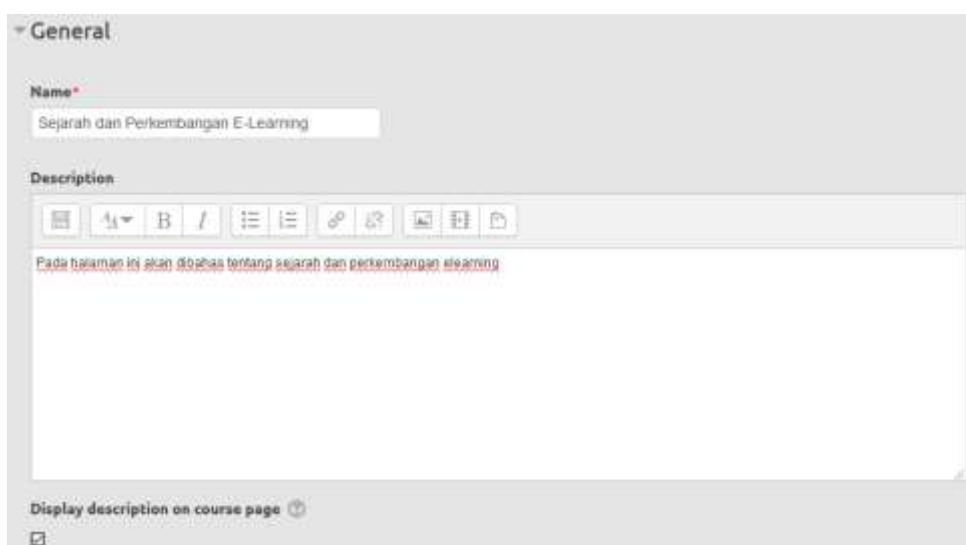 General
Name*
Sejarah dan Perkembangan E-Learning
Description
B I
Pada halaman ini akan dibahas tentang sejarah dan perkembangan elearning
Display description on course page